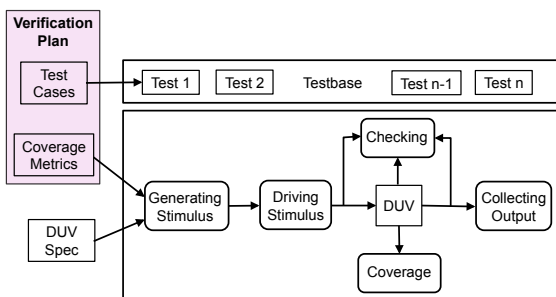 Verification
Plan
Test
Cases
Test 1
Test 2
Testbase
Test n-1
Test n
Coverage
Metrics
Checking
Generating
Stimulus
Driving
Stimulus
DUV
Collecting
Output
DUV
Spec
Coverage